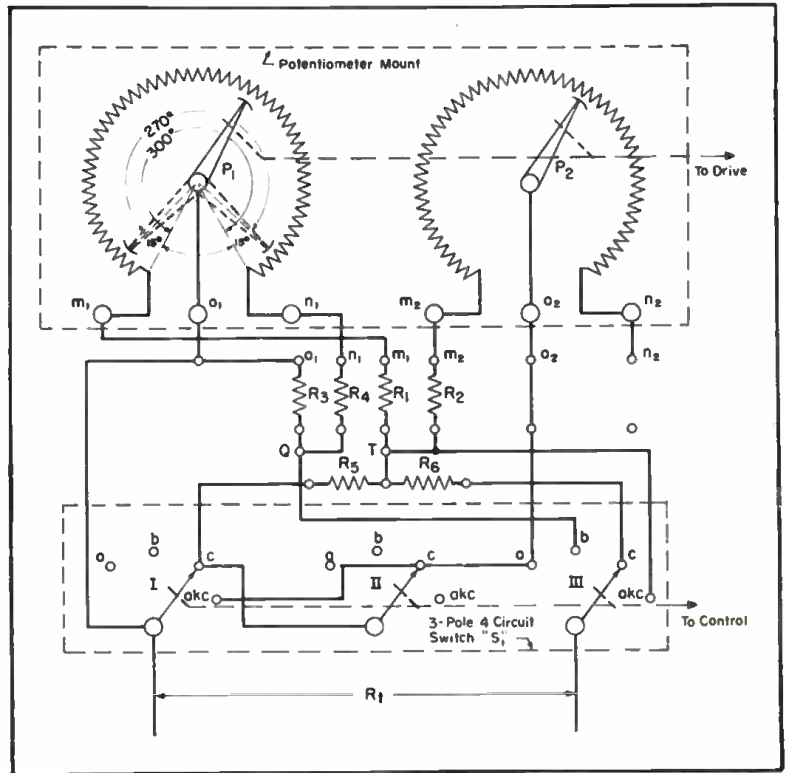 Potentiometer Mount
270°
300°
P₁
P₂
To Drive
15°
15°
m₁
o₁
n₁
m₂
o₂
n₂
o₁
n₁
m₁
m₂
o₂
n₂
R₃
R₄
R₁
R₂
Q
T
R₅
R₆
a
b
c
a
b
c
a
b
c
I
II
III
akc
akc
akc
To Control
3-Pole 4 Circuit
Switch "S₁"
Rt